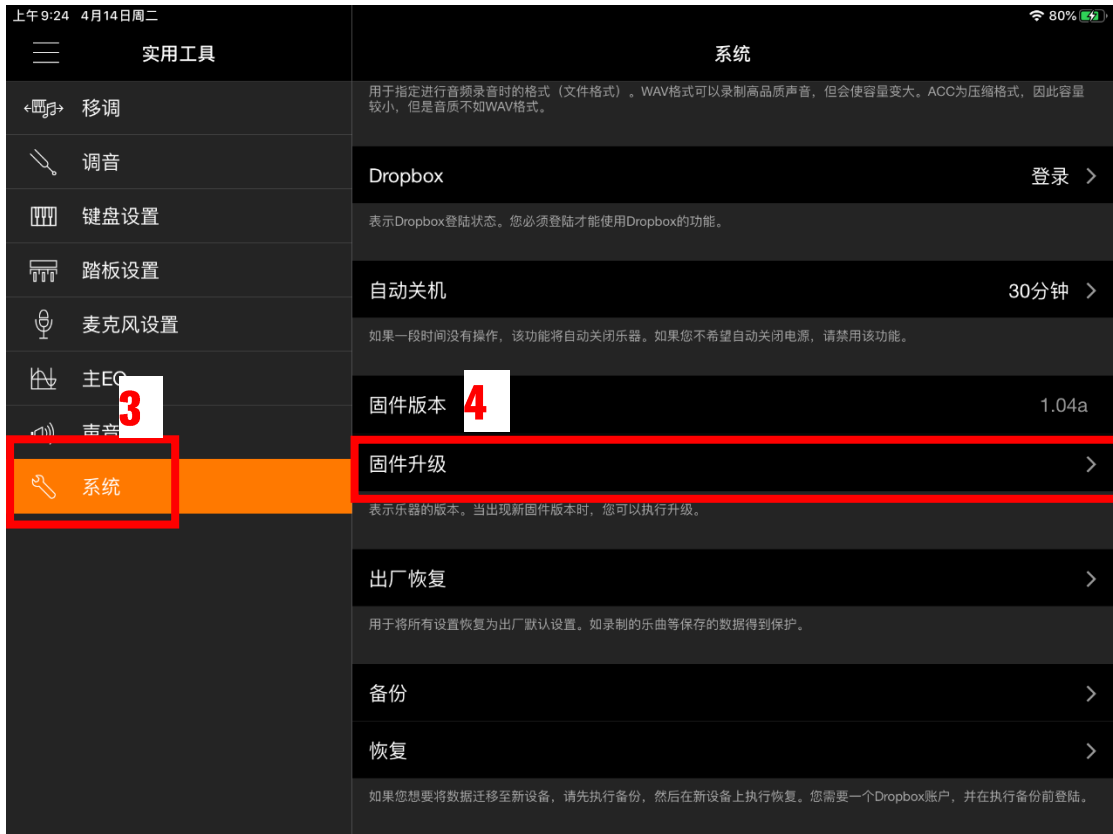 上午9:24 4月14日周二
80%
实用工具
系统
移调
调音
键盘设置
踏板设置
麦克风设置
主EQ
3
声音
系统
用于指定进行音频录音时的格式（文件格式）。WAV格式可以录制高品质声音，但会使容量变大。ACC为压缩格式，因此容量
较小，但是音质不如WAV格式。
Dropbox
登录
表示Dropbox登陆状态。您必须登陆才能使用Dropbox的功能。
自动关机
30分钟
如果一段时间没有操作，该功能将自动关闭乐器。如果您不希望自动关闭电源，请禁用该功能。
固件版本
4
1.04a
固件升级
表示乐器的版本。当出现新固件版本时，您可以执行升级。
出厂恢复
用于将所有设置恢复为出厂默认设置。如录制的乐曲等保存的数据得到保护。
备份
恢复
如果您想要将数据迁移至新设备，请先执行备份，然后在新设备上执行恢复。您需要一个Dropbox账户，并在执行备份前登陆。